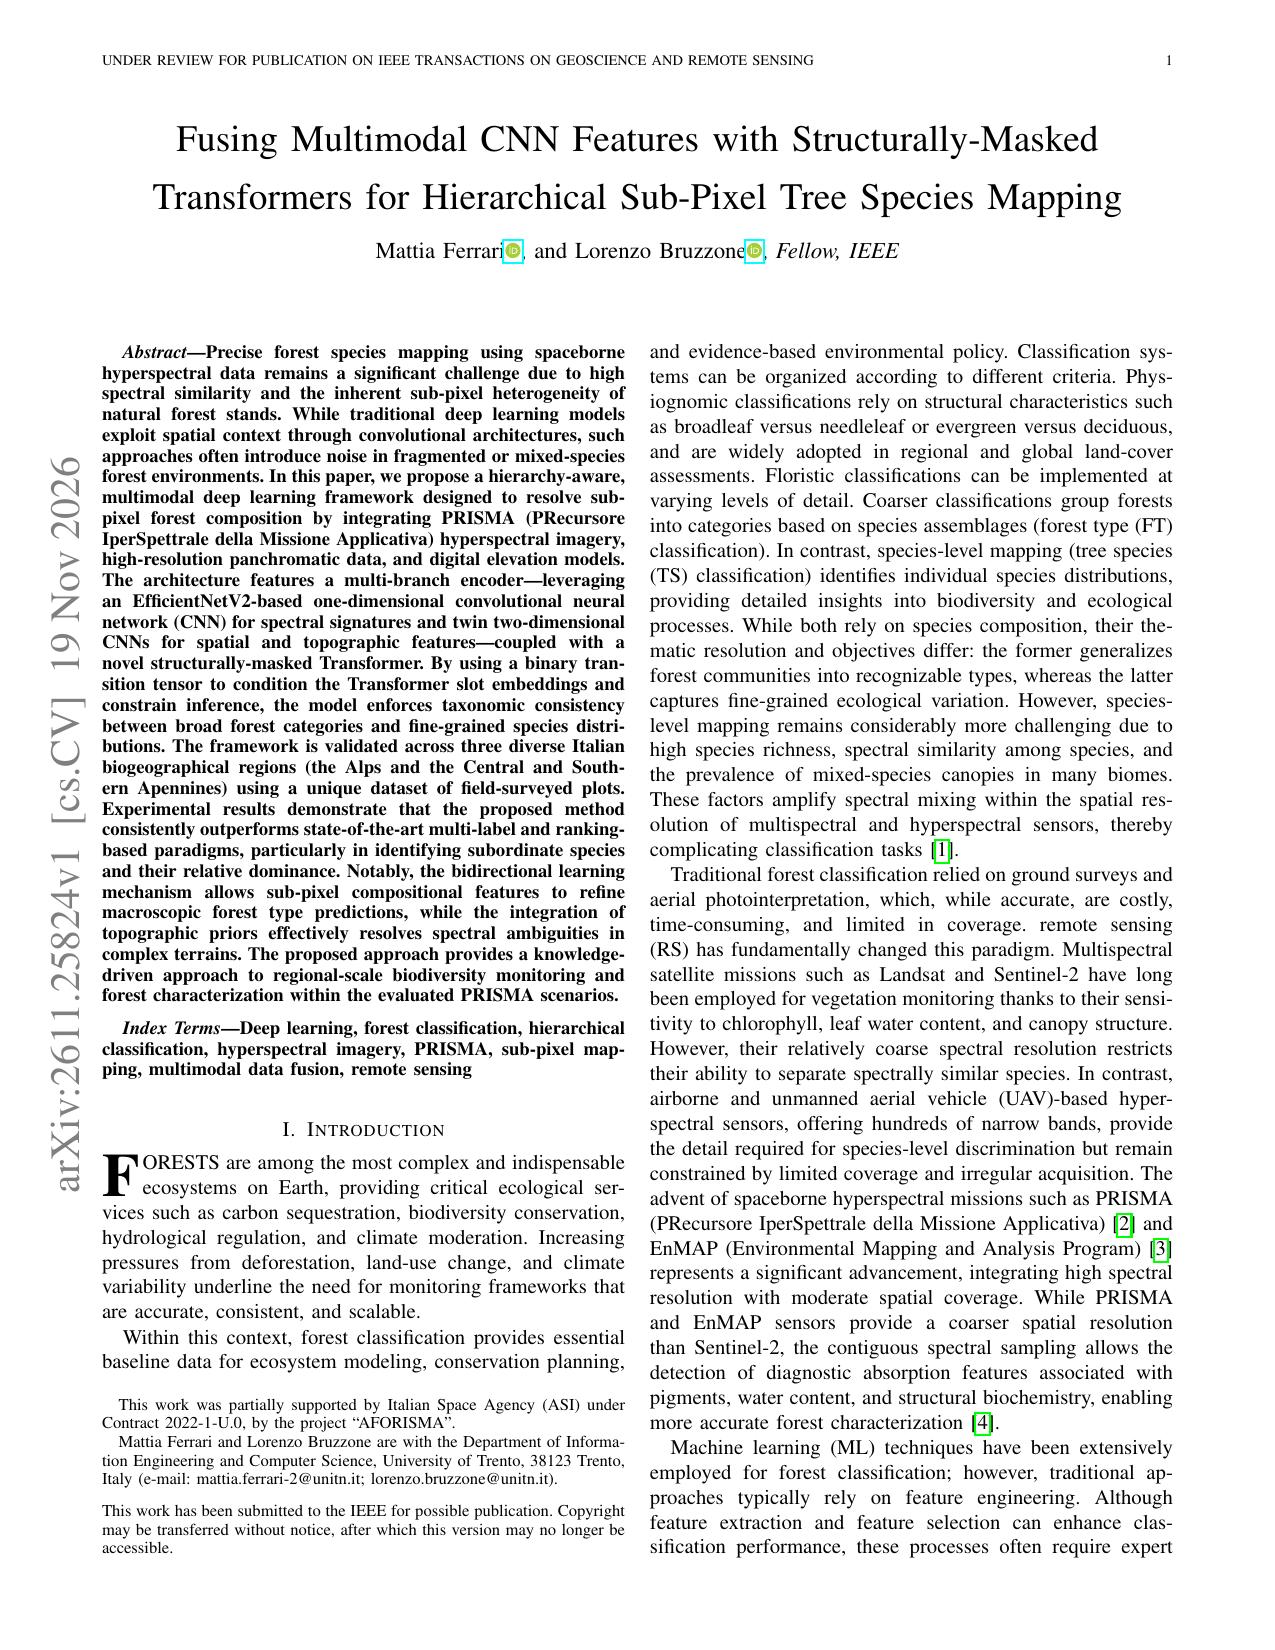 UNDER REVIEW FOR PUBLICATION ON IEEE TRANSACTIONS ON GEOSCIENCE AND REMOTE SENSING 1
Fusing Multimodal CNN Features with Structurally-Masked
Transformers for Hierarchical Sub-Pixel Tree Species Mapping
Mattia Ferrari, and Lorenzo Bruzzone, Fellow, IEEE
arXiv:2611.25824v1 [cs.CV] 19 Nov 2026
Abstract—Precise forest species mapping using spaceborne
hyperspectral data remains a significant challenge due to high
spectral similarity and the inherent sub-pixel heterogeneity of
natural forest stands. While traditional deep learning models
exploit spatial context through convolutional architectures, such
approaches often introduce noise in fragmented or mixed-species
forest environments. In this paper, we propose a hierarchy-aware,
multimodal deep learning framework designed to resolve sub-
pixel forest composition by integrating PRISMA (PRecursore
IperSpettrale della Missione Applicativa) hyperspectral imagery,
high-resolution panchromatic data, and digital elevation models.
The architecture features a multi-branch encoder—leveraging
an EfficientNetV2-based one-dimensional convolutional neural
network (CNN) for spectral signatures and twin two-dimensional
CNNs for spatial and topographic features—coupled with a
novel structurally-masked Transformer. By using a binary tran-
sition tensor to condition the Transformer slot embeddings and
constrain inference, the model enforces taxonomic consistency
between broad forest categories and fine-grained species distri-
butions. The framework is validated across three diverse Italian
biogeographical regions (the Alps and the Central and South-
ern Apennines) using a unique dataset of field-surveyed plots.
Experimental results demonstrate that the proposed method
consistently outperforms state-of-the-art multi-label and ranking-
based paradigms, particularly in identifying subordinate species
and their relative dominance. Notably, the bidirectional learning
mechanism allows sub-pixel compositional features to refine
macroscopic forest type predictions, while the integration of
topographic priors effectively resolves spectral ambiguities in
complex terrains. The proposed approach provides a knowledge-
driven approach to regional-scale biodiversity monitoring and
forest characterization within the evaluated PRISMA scenarios.
Index Terms—Deep learning, forest classification, hierarchical
classification, hyperspectral imagery, PRISMA, sub-pixel map-
ping, multimodal data fusion, remote sensing
I. INTRODUCTION
FORESTS are among the most complex and indispensable
ecosystems on Earth, providing critical ecological ser-
vices such as carbon sequestration, biodiversity conservation,
hydrological regulation, and climate moderation. Increasing
pressures from deforestation, land-use change, and climate
variability underline the need for monitoring frameworks that
are accurate, consistent, and scalable.
Within this context, forest classification provides essential
baseline data for ecosystem modeling, conservation planning,
This work was partially supported by Italian Space Agency (ASI) under
Contract 2022-1-U.0, by the project “AFORISMA”.
Mattia Ferrari and Lorenzo Bruzzone are with the Department of Informa-
tion Engineering and Computer Science, University of Trento, 38123 Trento,
Italy (e-mail: mattia.ferrari-2@unitn.it; lorenzo.bruzzone@unitn.it).
This work has been submitted to the IEEE for possible publication. Copyright
may be transferred without notice, after which this version may no longer be
accessible.
and evidence-based environmental policy. Classification sys-
tems can be organized according to different criteria. Phys-
iognomic classifications rely on structural characteristics such
as broadleaf versus needleleaf or evergreen versus deciduous,
and are widely adopted in regional and global land-cover
assessments. Floristic classifications can be implemented at
varying levels of detail. Coarser classifications group forests
into categories based on species assemblages (forest type (FT)
classification). In contrast, species-level mapping (tree species
(TS) classification) identifies individual species distributions,
providing detailed insights into biodiversity and ecological
processes. While both rely on species composition, their the-
matic resolution and objectives differ: the former generalizes
forest communities into recognizable types, whereas the latter
captures fine-grained ecological variation. However, species-
level mapping remains considerably more challenging due to
high species richness, spectral similarity among species, and
the prevalence of mixed-species canopies in many biomes.
These factors amplify spectral mixing within the spatial res-
olution of multispectral and hyperspectral sensors, thereby
complicating classification tasks [1].
Traditional forest classification relied on ground surveys and
aerial photointerpretation, which, while accurate, are costly,
time-consuming, and limited in coverage. remote sensing
(RS) has fundamentally changed this paradigm. Multispectral
satellite missions such as Landsat and Sentinel-2 have long
been employed for vegetation monitoring thanks to their sensi-
tivity to chlorophyll, leaf water content, and canopy structure.
However, their relatively coarse spectral resolution restricts
their ability to separate spectrally similar species. In contrast,
airborne and unmanned aerial vehicle (UAV)-based hyper-
spectral sensors, offering hundreds of narrow bands, provide
the detail required for species-level discrimination but remain
constrained by limited coverage and irregular acquisition. The
advent of spaceborne hyperspectral missions such as PRISMA
(PRecursore IperSpettrale della Missione Applicativa) [2] and
EnMAP (Environmental Mapping and Analysis Program) [3]
represents a significant advancement, integrating high spectral
resolution with moderate spatial coverage. While PRISMA
and EnMAP sensors provide a coarser spatial resolution
than Sentinel-2, the contiguous spectral sampling allows the
detection of diagnostic absorption features associated with
pigments, water content, and structural biochemistry, enabling
more accurate forest characterization [4].
Machine learning (ML) techniques have been extensively
employed for forest classification; however, traditional ap-
proaches typically rely on feature engineering. Although
feature extraction and feature selection can enhance clas-
sification performance, these processes often require expert